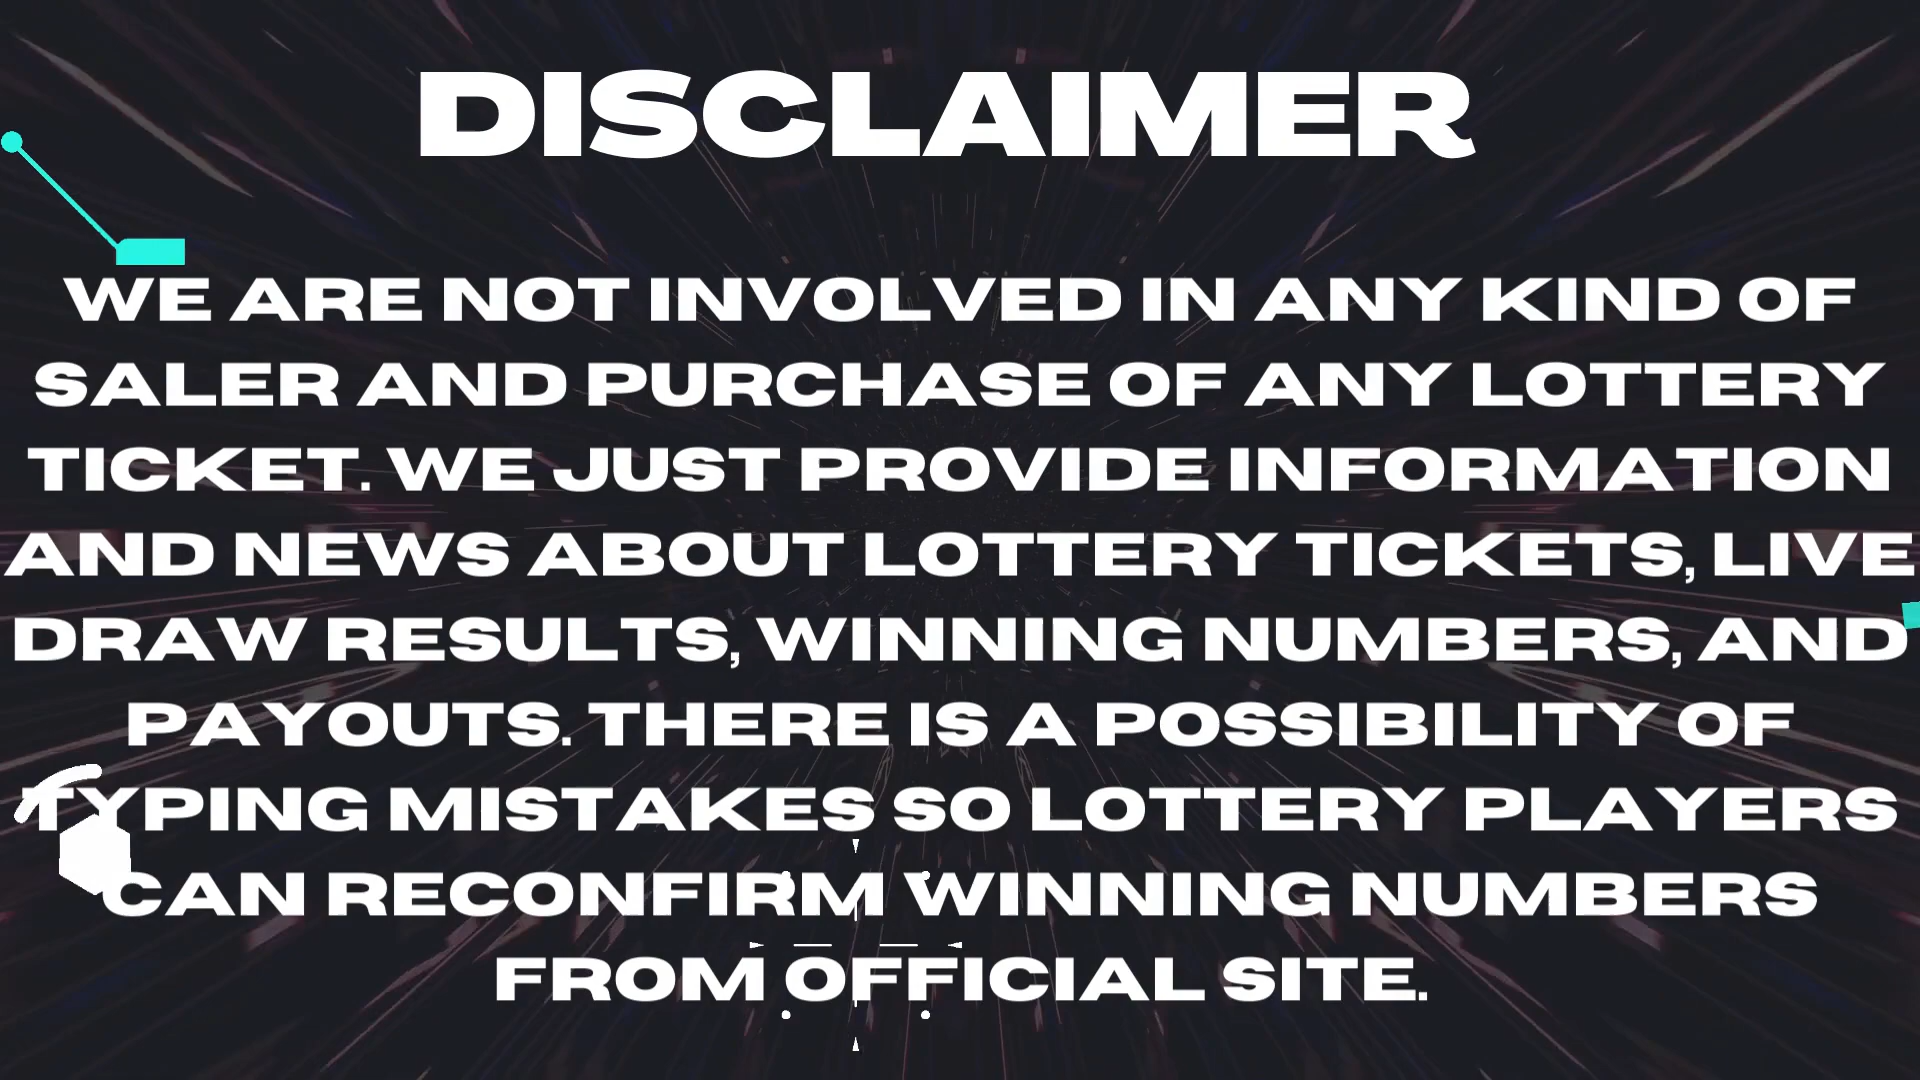 DISCLAIMER
WE ARE NOT INVOLVED IN ANY KIND OF
SALER AND PURCHASE OF ANY LOTTERY
TICKET. WE JUST PROVIDE INFORMATION
AND NEWS ABOUT LOTTERY TICKETS, LIVE
DRAW RESULTS, WINNING NUMBERS, AND
PAYOUTS. THERE IS A POSSIBILITY OF
TYPING MISTAKES SO LOTTERY PLAYERS
CAN RECONFIRM WINNING NUMBERS
FROM OFFICIAL SITE.